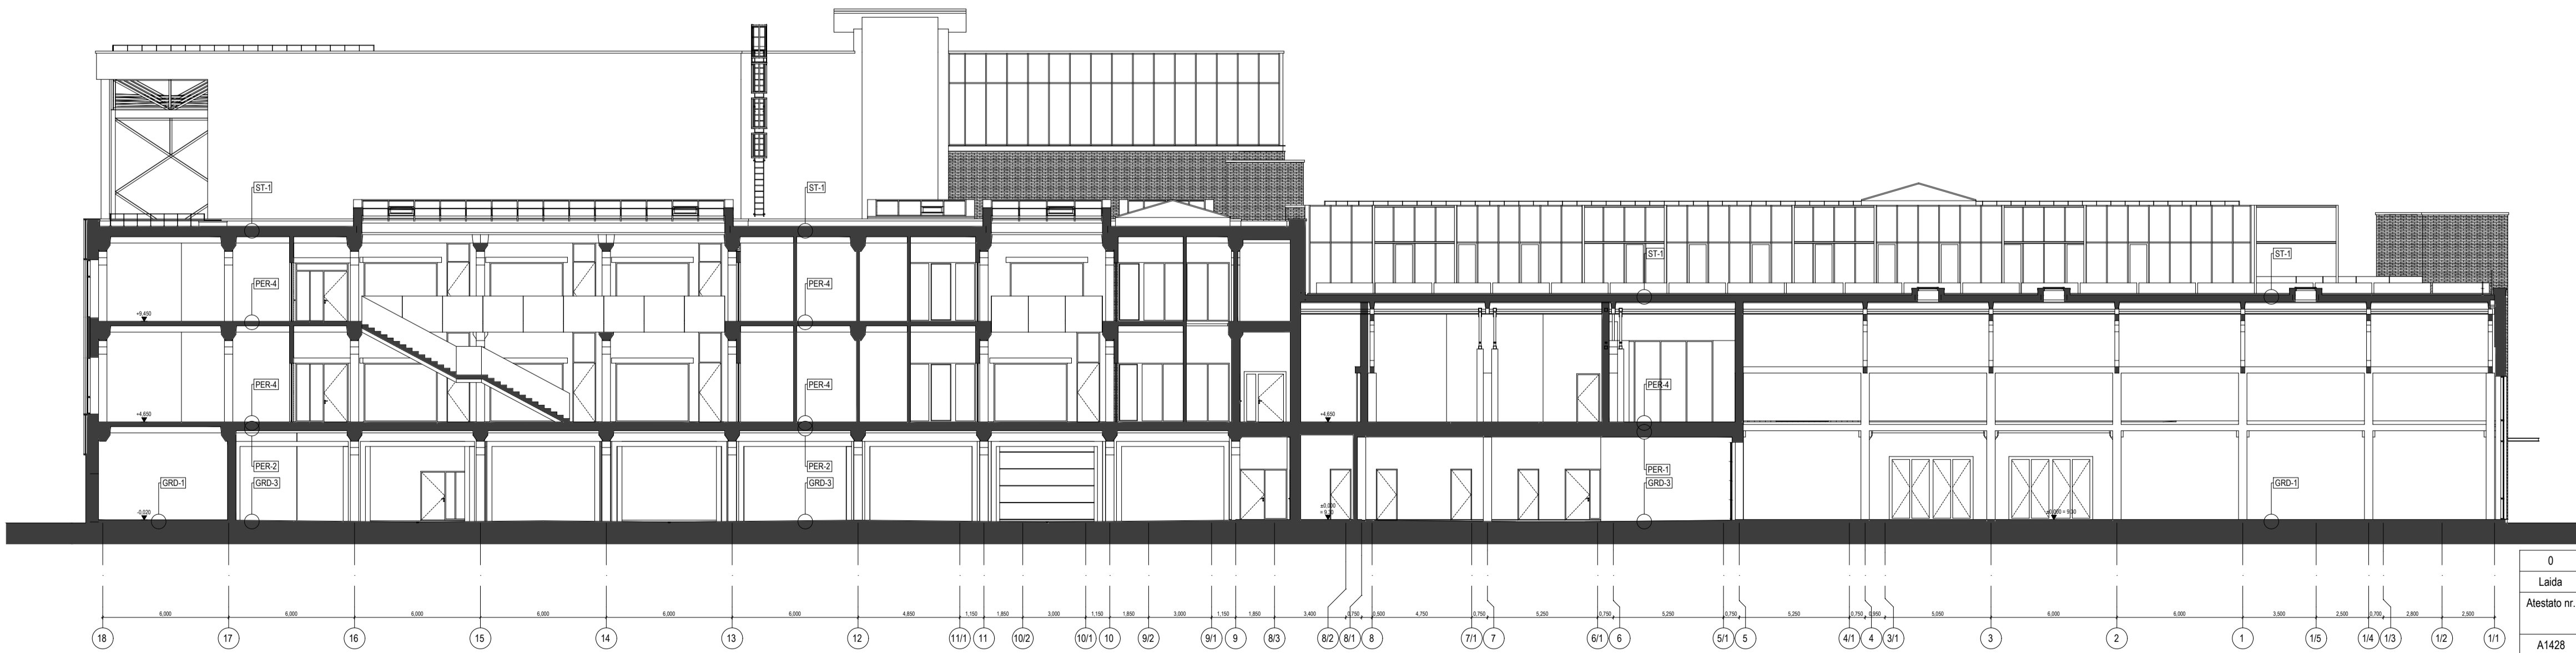 ST-1
ST-1
ST-1
ST-1
PER-4
PER-4
+9,450
PER-4
PER-4
PER-4
+4,650
+4,650
PER-2
PER-2
PER-1
GRD-1
GRD-3
GRD-3
GRD-3
GRD-1
-0,020
±0,000
= 9,30
±0,000 = 9,30
6,000 6,000 6,000 6,000 6,000 6,000 4,850 1,150 1,850 3,000 1,150 1,850 3,000 1,150 1,850 3,400 0,750 0,500 4,750 0,750 5,250 0,750 5,250 0,750 5,250 0,750 0,950 5,050 6,000 6,000 3,500 2,500 0,700 2,800 2,500
18 17 16 15 14 13 12 11/1 11 10/2 10/1 10 9/2 9/1 9 8/3 8/2 8/1 8 7/1 7 6/1 6 5/1 5 4/1 4 3/1 3 2 1 1/5 1/4 1/3 1/2 1/1
0
Laida
Atestato nr.
A1428